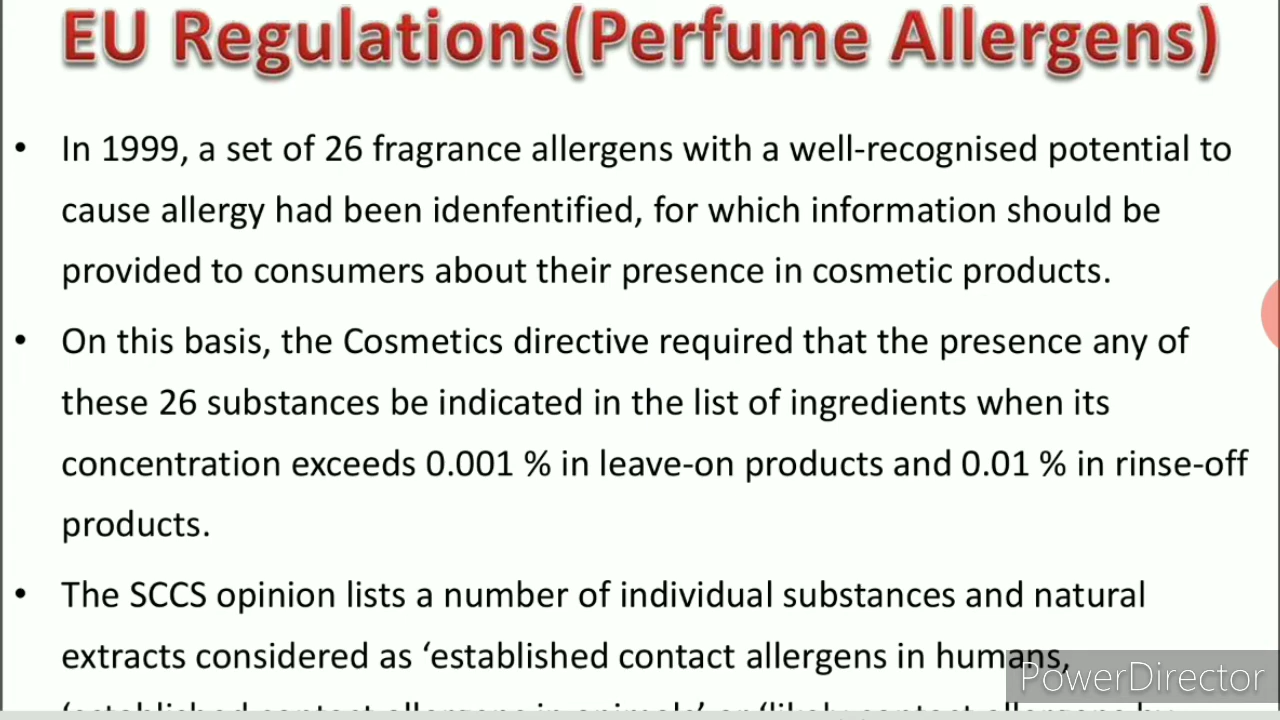 EU Regulations(Perfume Allergens)
• In 1999, a set of 26 fragrance allergens with a well-recognised potential to
cause allergy had been idenfentified, for which information should be
provided to consumers about their presence in cosmetic products.
• On this basis, the Cosmetics directive required that the presence any of
these 26 substances be indicated in the list of ingredients when its
concentration exceeds 0.001 % in leave-on products and 0.01 % in rinse-off
products.
• The SCCS opinion lists a number of individual substances and natural
extracts considered as ‘established contact allergens in humans,
PowerDirector